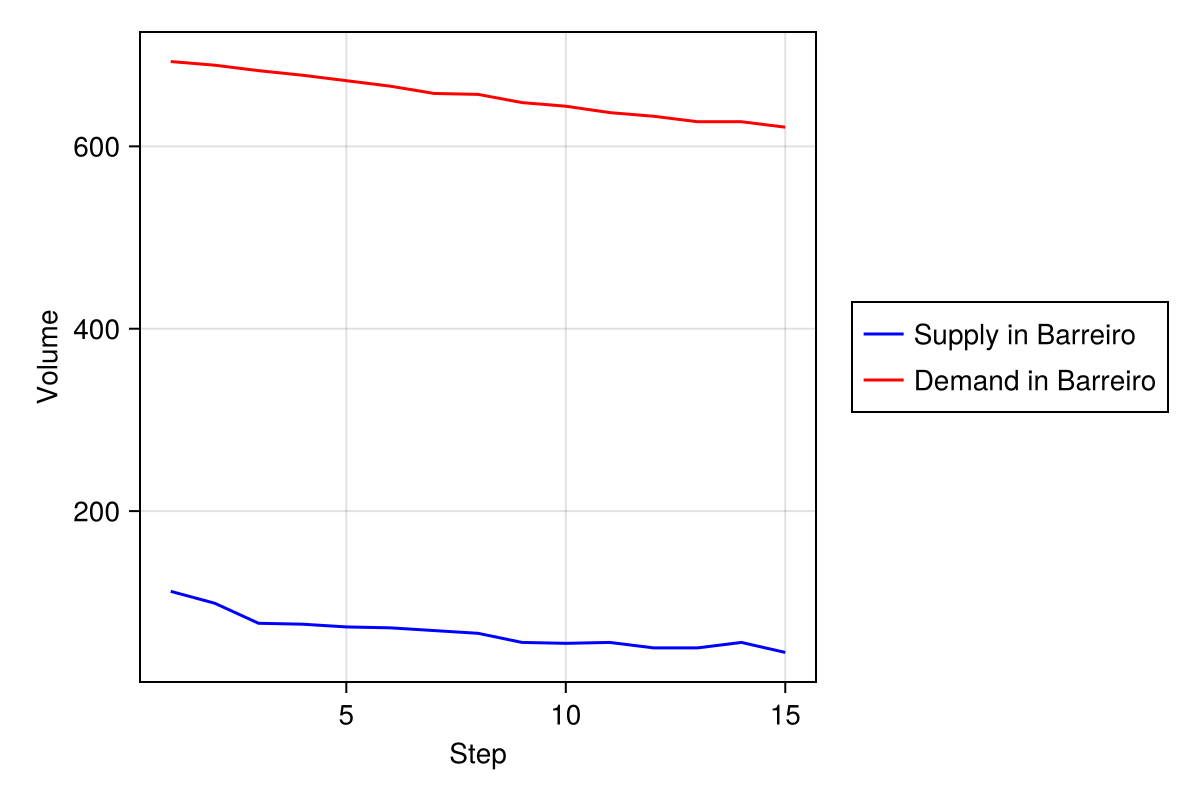 600
400
200
Volume
5 10 15
Step
Supply in Barreiro
Demand in Barreiro